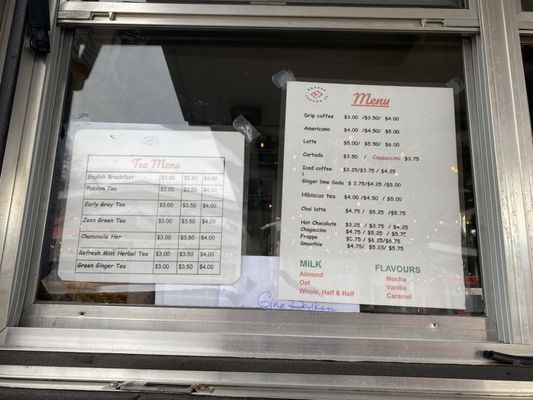 Tea Menu
English Breakfast $3.00 $3.50 $4.00
Passion Tea $3.00 $3.50 $4.00
Early Grey Tea $3.00 $3.50 $4.00
Zeen Green Tea $3.00 $3.50 $4.00
Chamomile Her $3.00 $3.50 $4.00
Refresh Mint Herbal Tea $3.00 $3.50 $4.00
Green Ginger Tea $3.00 $3.50 $4.00
Menu
Drip coffee $3.00 /$3.50/ $4.00
Americano $4.00 /$4.50/ $5.00
Latte $5.00/ $5.50/ $6.00
Cortado $3.50 / Cappuccino $3.75
Iced coffee $3.25/$3.75 / $4.25
Ginger lime Soda $ 3.75/$4.25 /$5.00
Hibiscus tea $4.00 /$4.50 / $5.00
Chai latte $4.75 / $5.25 /$5.75
Hot Chocolate $3.25 / $3.75 / $4.25
Chagaccino $4.75 / $5.25 / $5.75
Frappe $5.75 / $6.25/$6.75
Smoothie $4.75/ $5.25/ $5.75
MILK
Almond
Oat
Whole, Half & Half
FLAVOURS
Mocha
Vanilla
Caramel